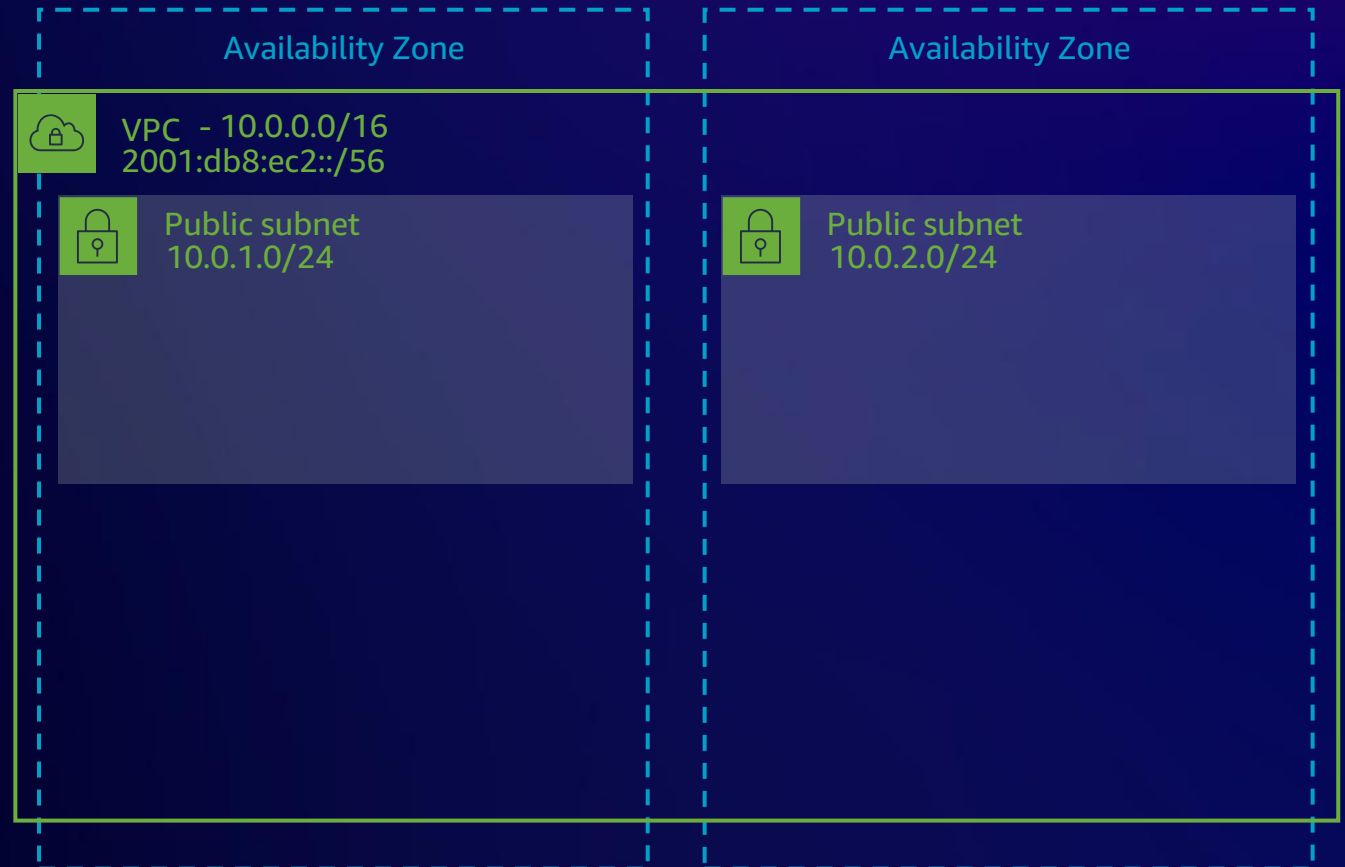 Availability Zone
Availability Zone
VPC - 10.0.0.0/16
2001:db8:ec2::/56
Public subnet
10.0.1.0/24
Public subnet
10.0.2.0/24